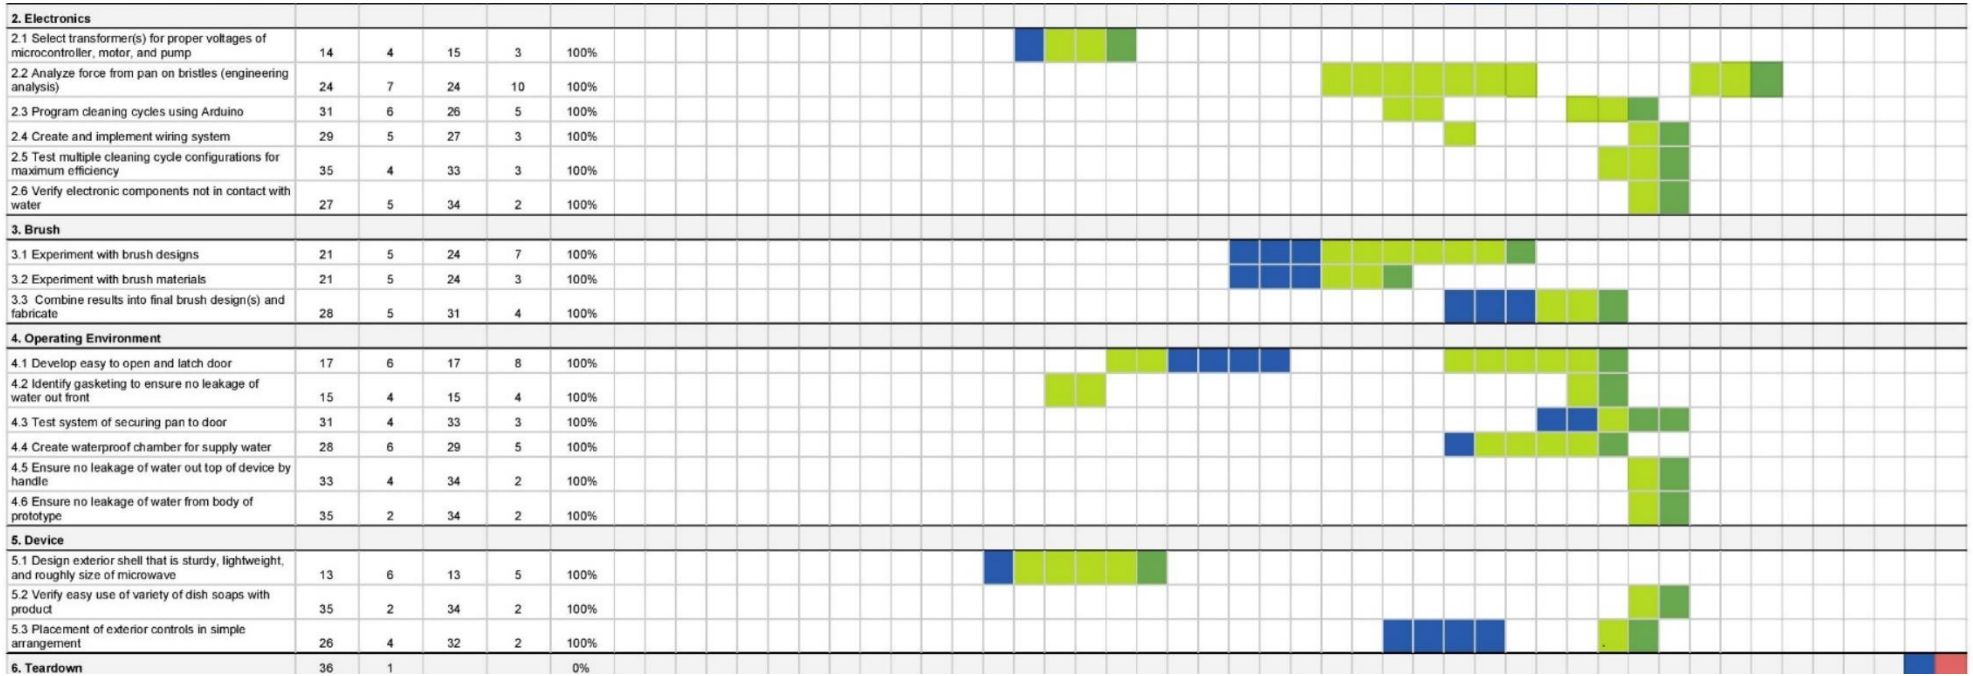 2. Electronics
2.1 Select transformer(s) for proper voltages of
microcontroller, motor, and pump 14 4 15 3 100%
2.2 Analyze force from pan on bristles (engineering
analysis) 24 7 24 10 100%
2.3 Program cleaning cycles using Arduino 31 6 26 5 100%
2.4 Create and implement wiring system 29 5 27 3 100%
2.5 Test multiple cleaning cycle configurations for
maximum efficiency 35 4 33 3 100%
2.6 Verify electronic components not in contact with
water 27 5 34 2 100%
3. Brush
3.1 Experiment with brush designs 21 5 24 7 100%
3.2 Experiment with brush materials 21 5 24 3 100%
3.3 Combine results into final brush design(s) and
fabricate 28 5 31 4 100%
4. Operating Environment
4.1 Develop easy to open and latch door 17 6 17 8 100%
4.2 Identify gasketing to ensure no leakage of
water out front 15 4 15 4 100%
4.3 Test system of securing pan to door 31 4 33 3 100%
4.4 Create waterproof chamber for supply water 28 6 29 5 100%
4.5 Ensure no leakage of water out top of device by
handle 33 4 34 2 100%
4.6 Ensure no leakage of water from body of
prototype 35 2 34 2 100%
5. Device
5.1 Design exterior shell that is sturdy, lightweight,
and roughly size of microwave 13 6 13 5 100%
5.2 Verify easy use of variety of dish soaps with
product 35 2 34 2 100%
5.3 Placement of exterior controls in simple
arrangement 26 4 32 2 100%
6. Teardown 36 1 0%